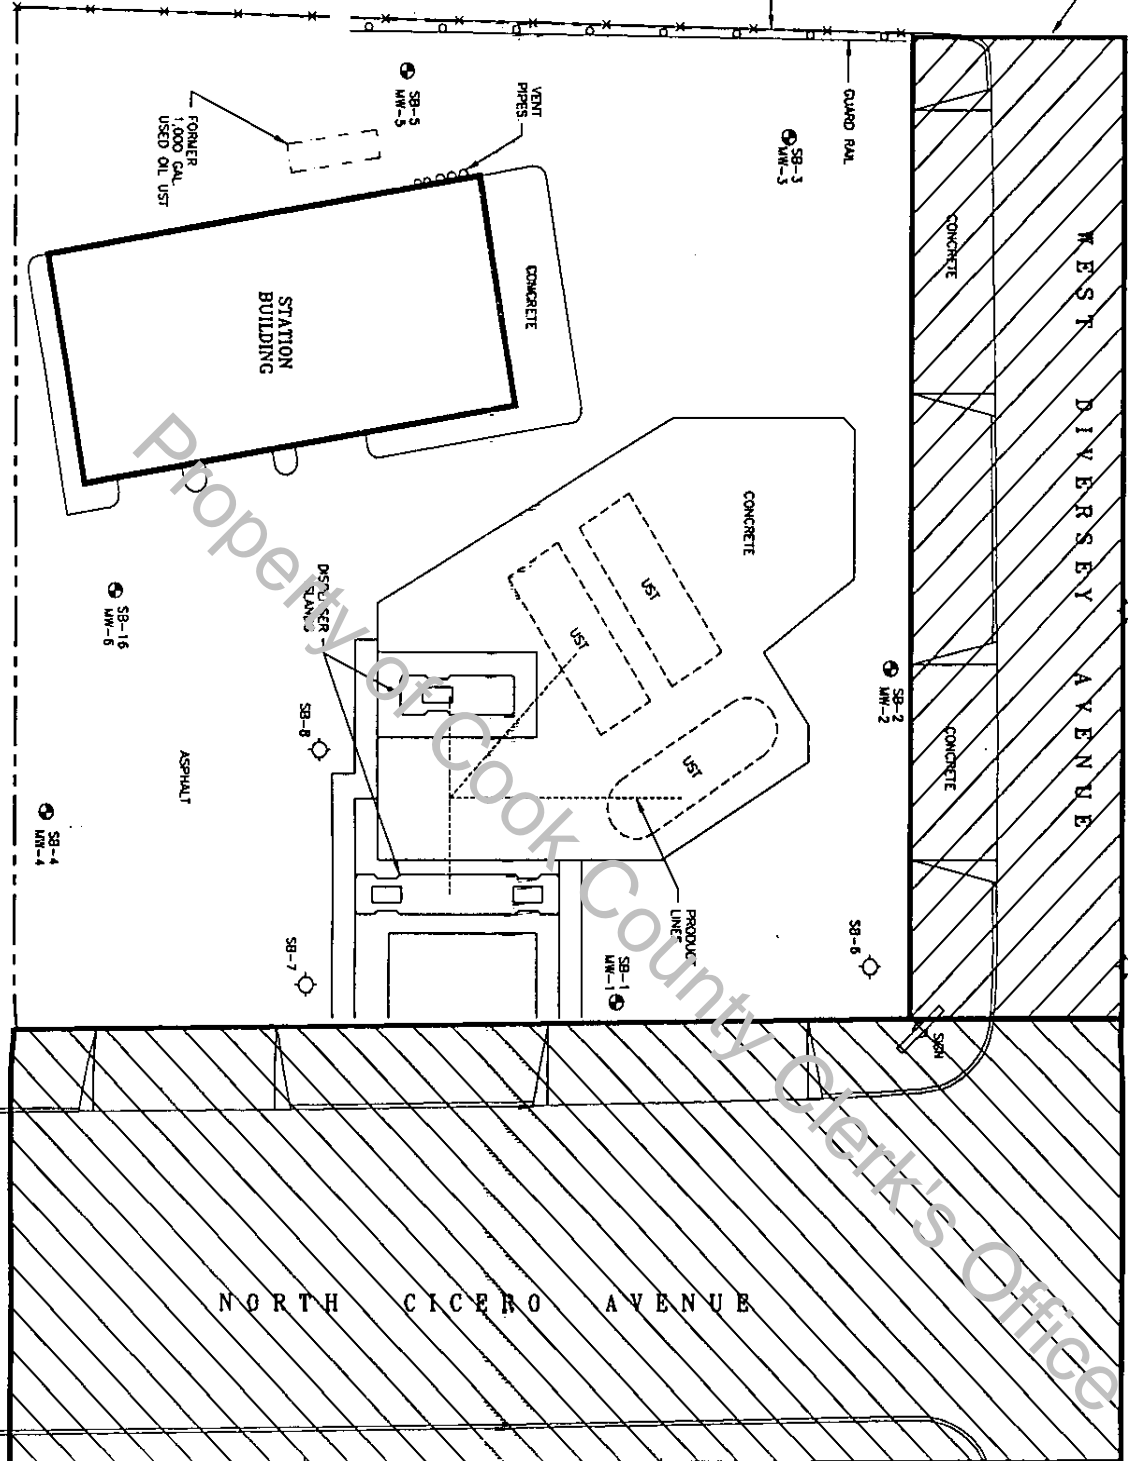 GUARD RAIL
VENT
PIPES
SB-5
MW-5
SB-3
MW-3
FORMER
1,000 GAL.
USED OIL UST
CONCRETE
CONCRETE
STATION
BUILDING
WEST DIVERSEY AVENUE
CONCRETE
UST
UST
UST
DISPENSER
ISLANDS
SB-16
MW-6
SB-2
MW-2
SB-8
CONCRETE
ASPHALT
SB-4
MW-4
PRODUCT
LINES
SB-7
SB-1
MW-1
SB-6
SIGN
NORTH CICERO AVENUE
Property of Cook County Clerk's Office